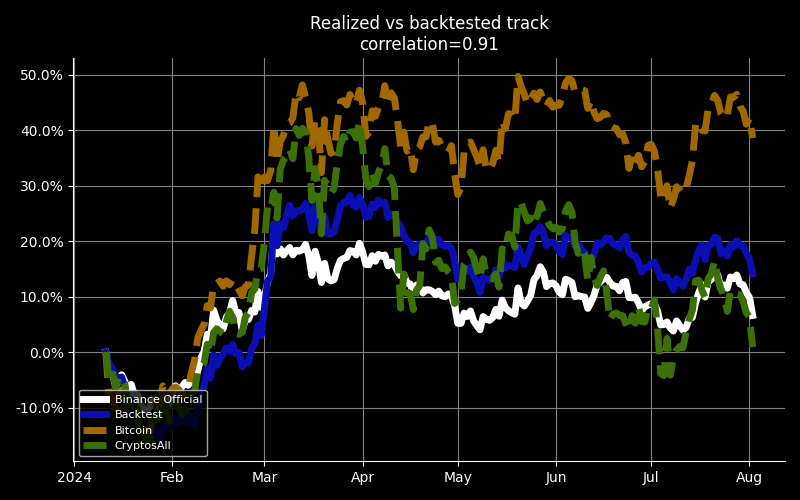 Realized vs backtested track
correlation=0.91
50.0%
40.0%
30.0%
20.0%
10.0%
0.0%
-10.0%
Binance Official
Backtest
Bitcoin
CryptosAll
2024 Feb Mar Apr May Jun Jul Aug